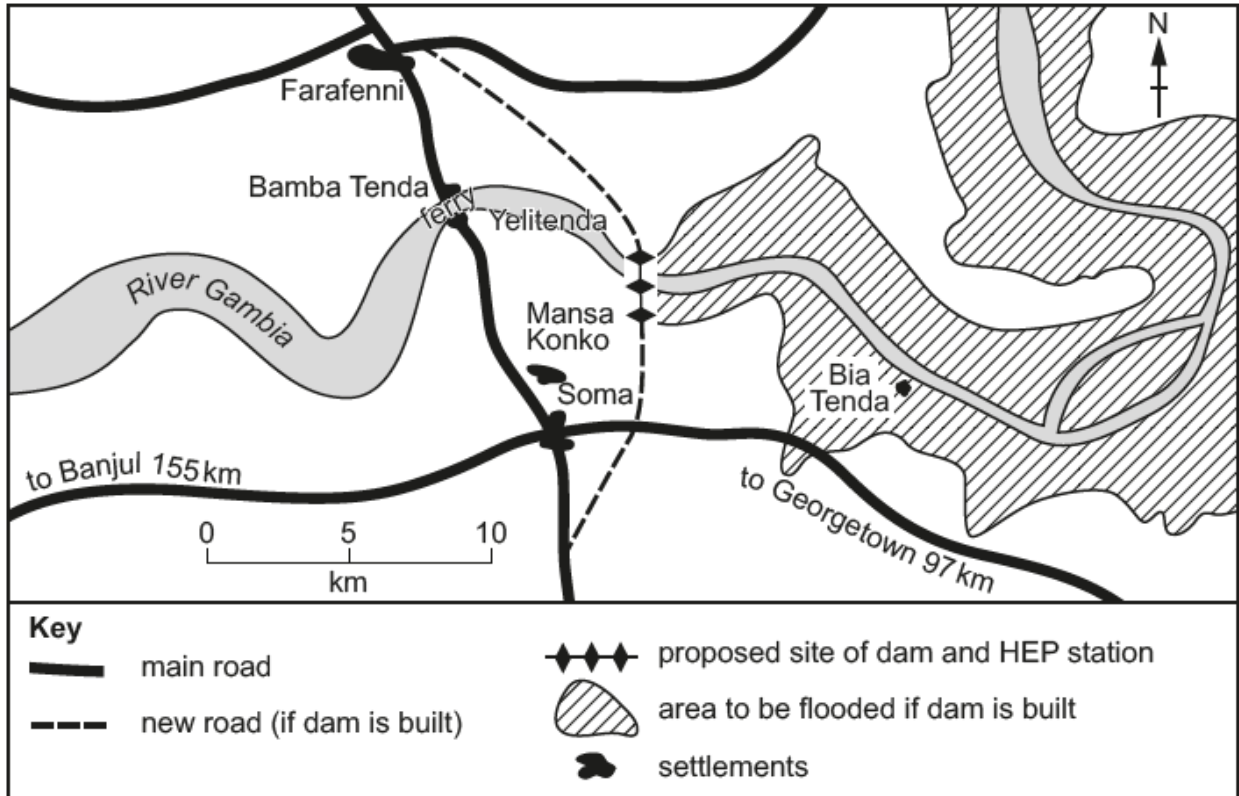 N
Farafenni
Bamba Tenda
ferry
Yelitenda
River Gambia
Mansa
Konko
Soma
Bia
Tenda
to Banjul 155 km
to Georgetown 97 km
0 5 10
km
Key
main road
new road (if dam is built)
proposed site of dam and HEP station
area to be flooded if dam is built
settlements